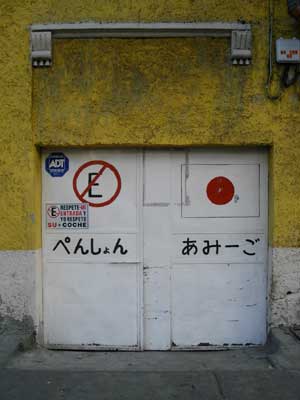 ADT
E
E RESPETE MI
ENTRADA Y
YO RESPETO
SU COCHE
ぺんしょん
あみーご